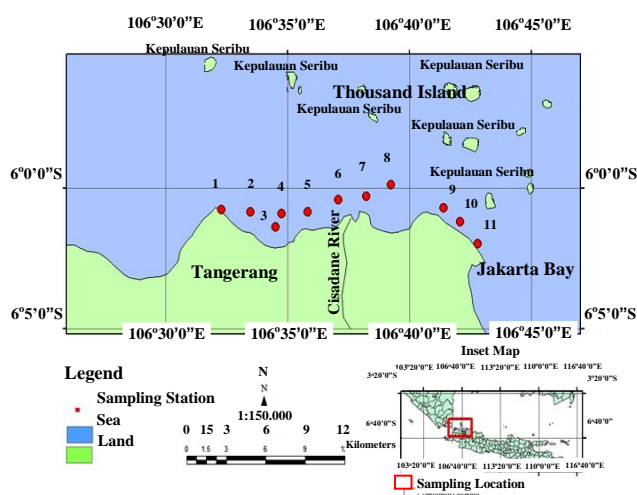 106°30'0"E 106°35'0"E 106°40'0"E 106°45'0"E
Kepulauan Seribu
Kepulauan Seribu
Kepulauan Seribu
Thousand Island
Kepulauan Seribu
Kepulauan Seribu
Kepulauan Seribu
6°0'0"S 6°0'0"S
1 2 3 4 5 6 7 8 9 10 11
Tangerang
Cisadane River
Jakarta Bay
6°5'0"S 6°5'0"S
106°30'0"E 106°35'0"E 106°40'0"E 106°45'0"E
Legend
Sampling Station
Sea
Land
N
N
1:150.000
0 1.5 3 6 9 12
Kilometers
Inset Map
103°20'0"E 106°40'0"E 110°0'0"E 113°20'0"E 116°40'0"E
3°20'0"S 3°20'0"S
6°40'0"S 6°40'0"S
103°20'0"E 106°40'0"E 110°0'0"E 113°20'0"E 116°40'0"E
Sampling Location